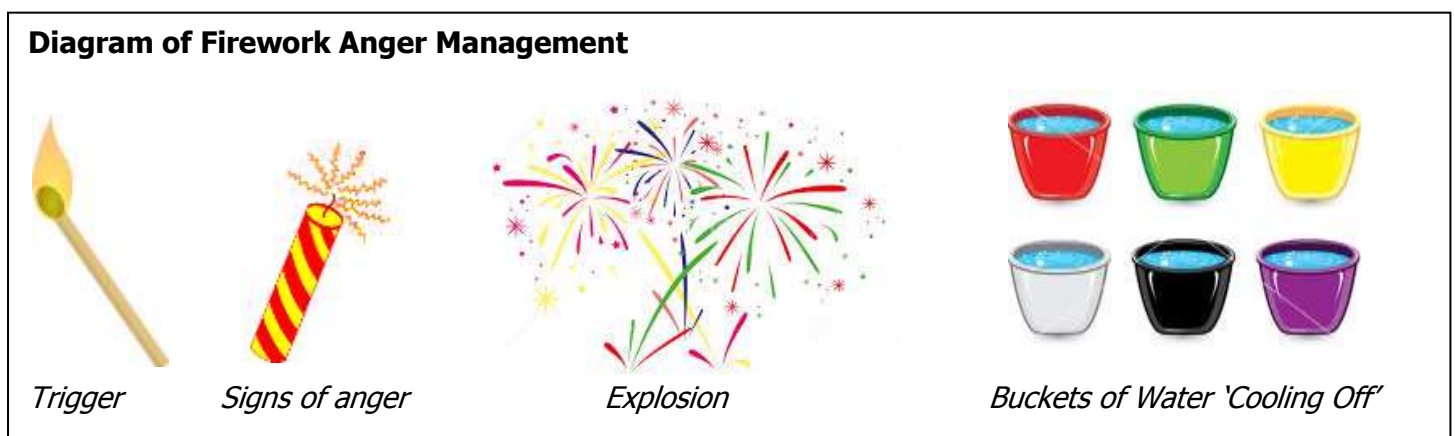 Diagram of Firework Anger Management
Trigger Signs of anger Explosion Buckets of Water ‘Cooling Off’